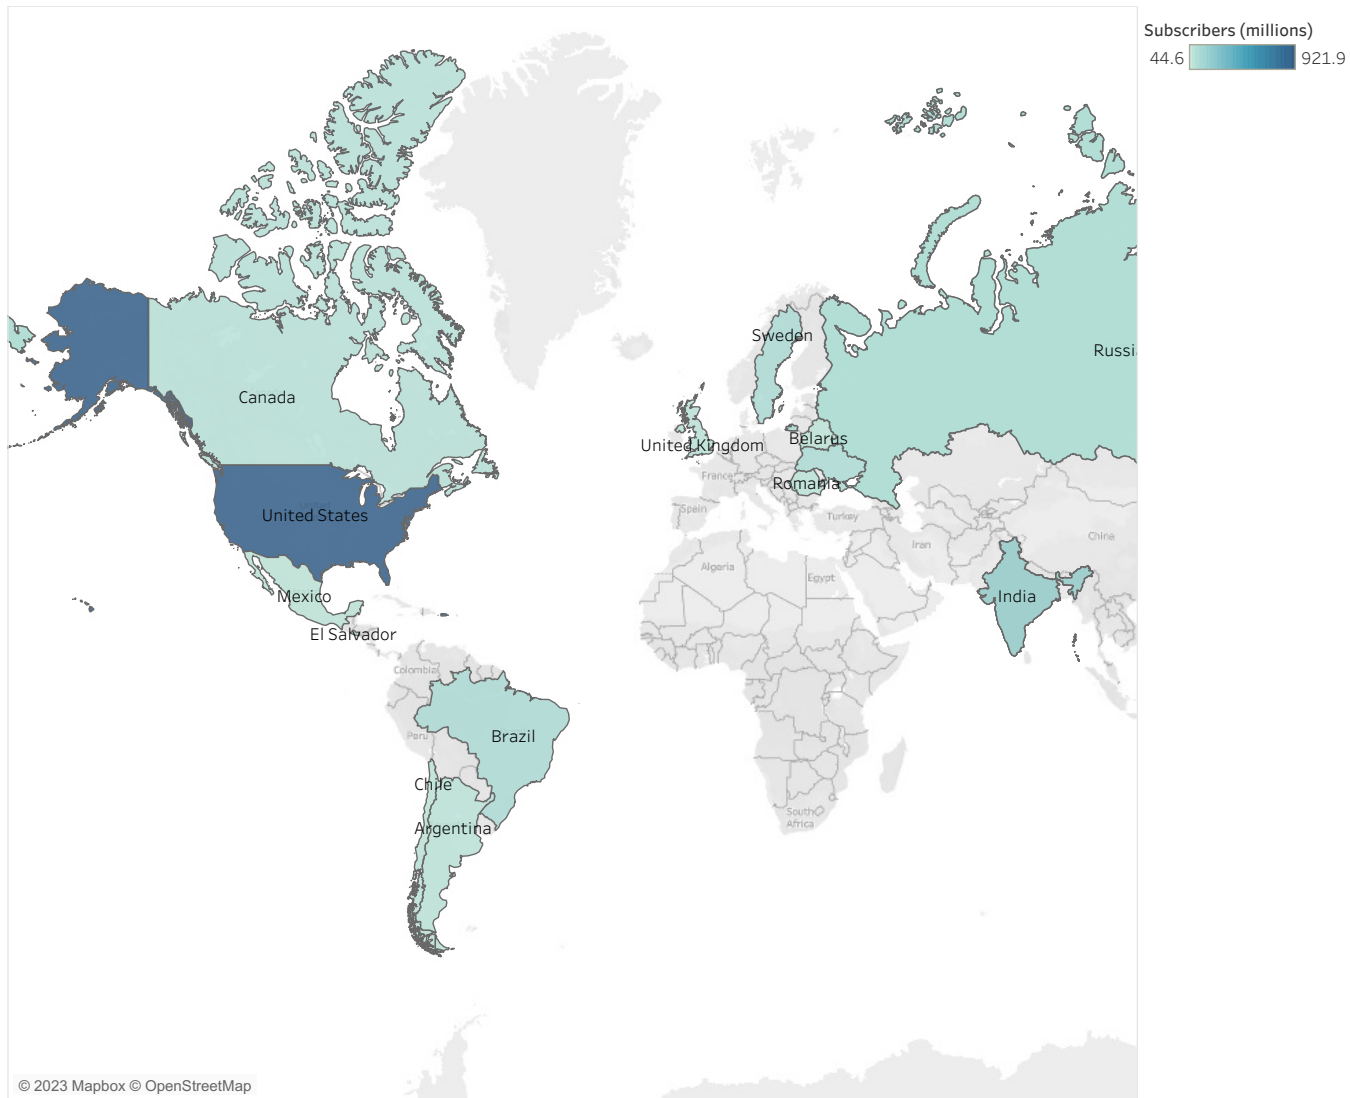 Subscribers (millions)
44.6 921.9
Sweden
Russi
Canada
United Kingdom
Belarus
France
Romania
Spain
United States
Turkey
China
Iran
Algeria
Egypt
Mexico
India
El Salvador
Colombia
Brazil
Peru
Chile
South
Africa
Argentina
© 2023 Mapbox © OpenStreetMap